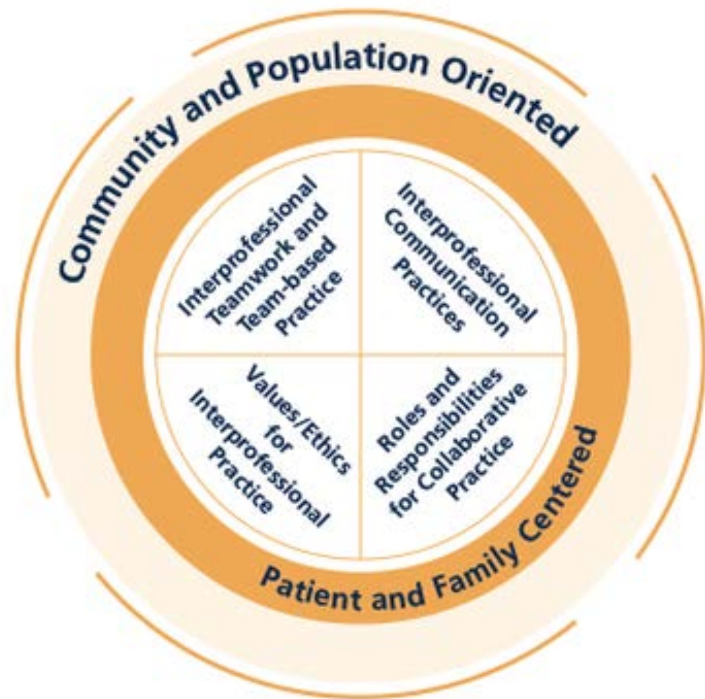 Community and Population Oriented
Interprofessional
Teamwork and
Team-based
Practice
Interprofessional
Communication
Practices
Values/Ethics
for
Interprofessional
Practice
Roles and
Responsibilities
for Collaborative
Practice
Patient and Family Centered